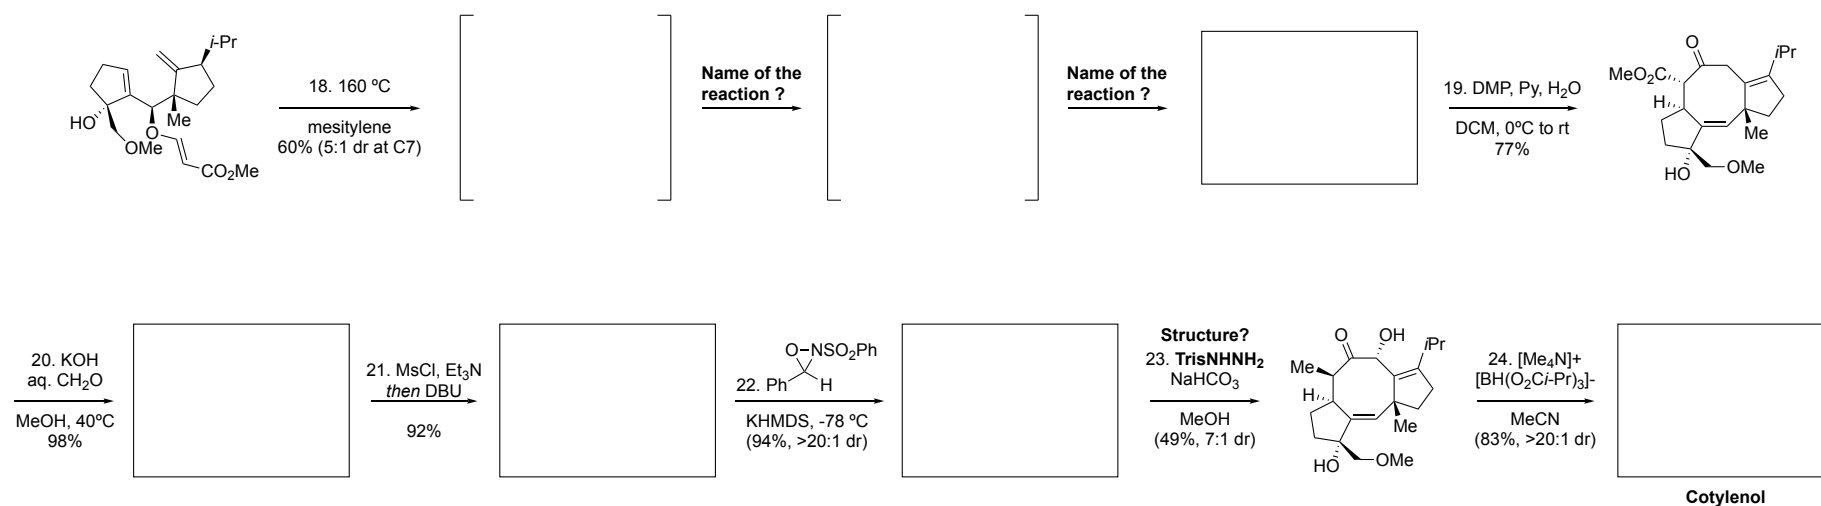 i-Pr
HO
Me
O
OMe
CO2Me
18. 160 ºC
mesitylene
60% (5:1 dr at C7)
Name of the
reaction ?
Name of the
reaction ?
19. DMP, Py, H2O
DCM, 0ºC to rt
77%
O
iPr
MeO2C
H
Me
HO
OMe
20. KOH
aq. CH2O
MeOH, 40ºC
98%
21. MsCl, Et3N
then DBU
92%
O
NSO2Ph
22.
Ph
H
KHMDS, -78 ºC
(94%, >20:1 dr)
Structure?
23. TrisNHNH2
NaHCO3
MeOH
(49%, 7:1 dr)
O
OH
iPr
Me
H
Me
HO
OMe
24. [Me4N]+
[BH(O2Ci-Pr)3]-
MeCN
(83%, >20:1 dr)
Cotylenol